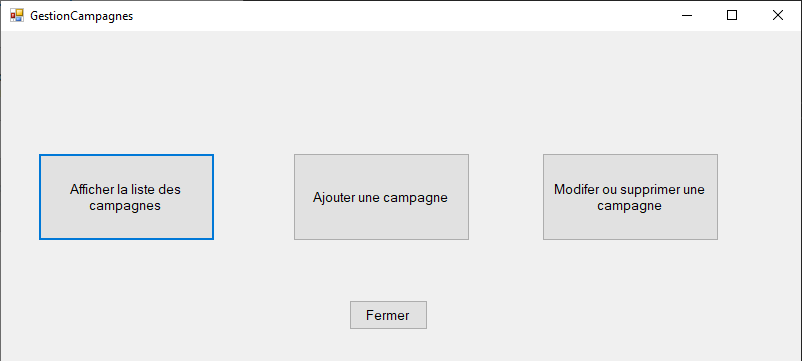 GestionCampagnes
Afficher la liste des
campagnes
Ajouter une campagne
Modifer ou supprimer une
campagne
Fermer